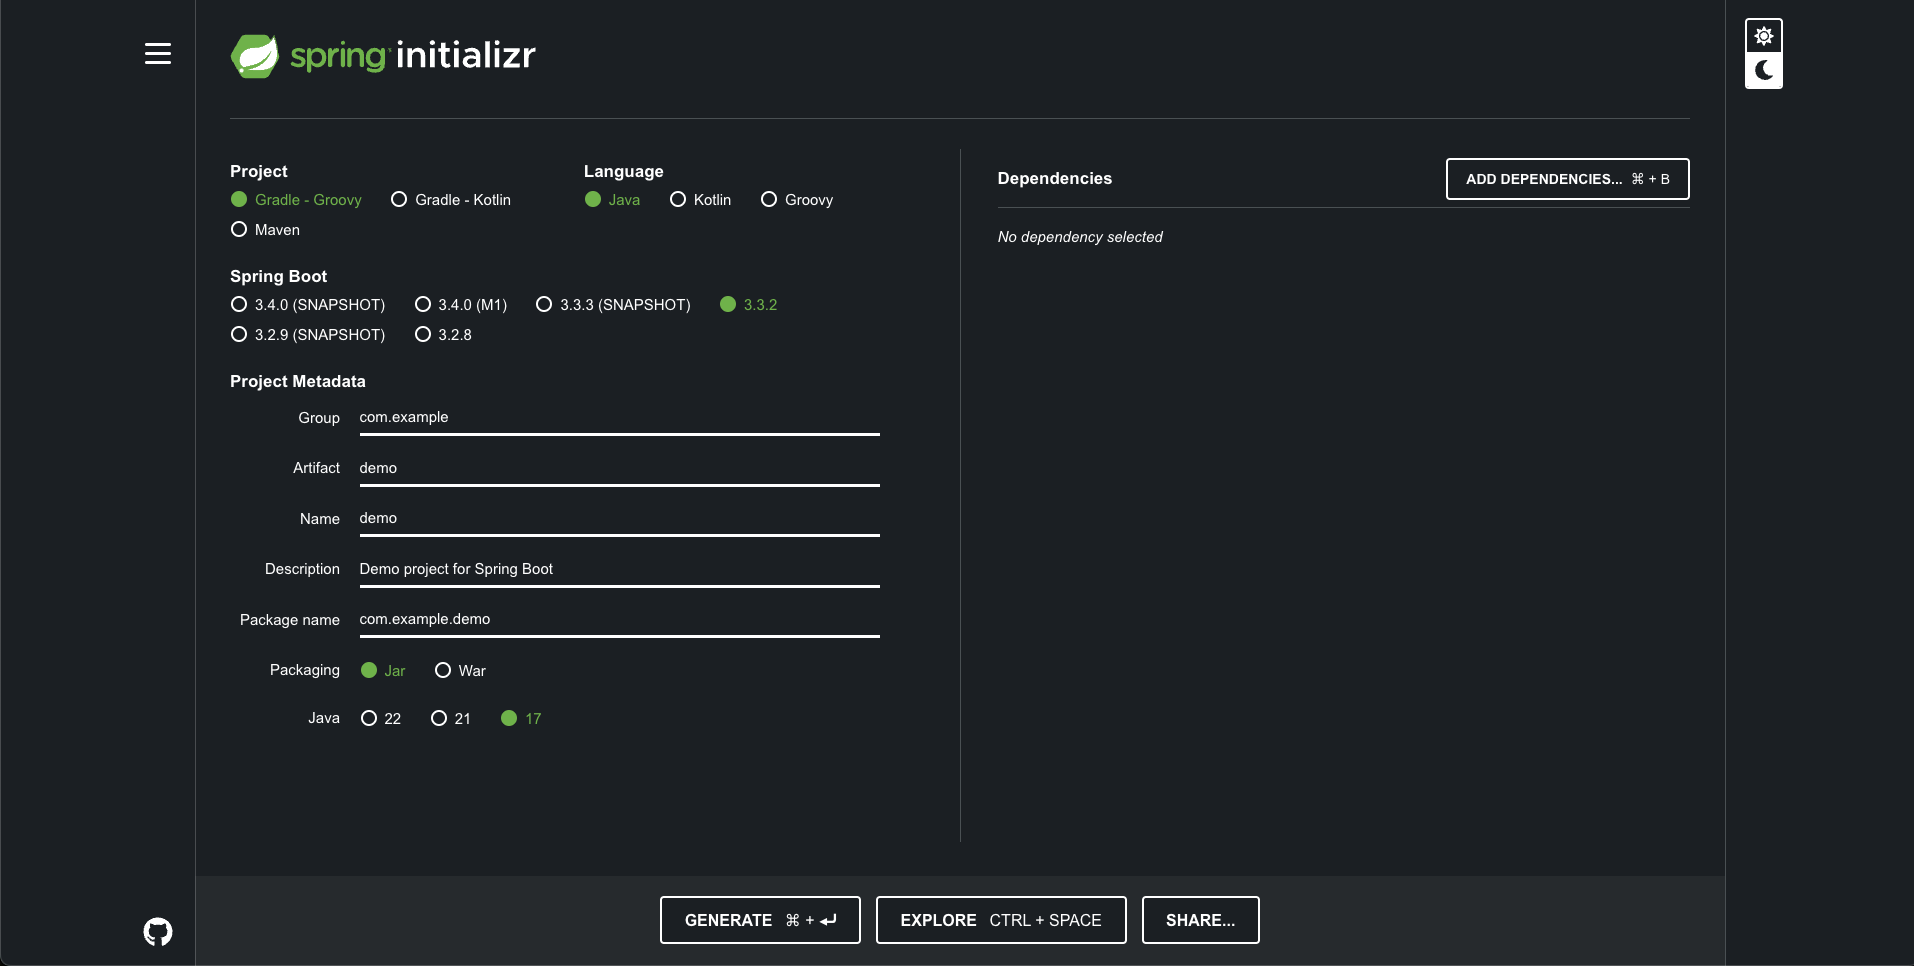 spring initializr
Project
Gradle - Groovy Gradle - Kotlin
Maven
Language
Java Kotlin Groovy
Spring Boot
3.4.0 (SNAPSHOT) 3.4.0 (M1) 3.3.3 (SNAPSHOT) 3.3.2
3.2.9 (SNAPSHOT) 3.2.8
Project Metadata
Group com.example
Artifact demo
Name demo
Description Demo project for Spring Boot
Package name com.example.demo
Packaging Jar War
Java 22 21 17
Dependencies ADD DEPENDENCIES... ⌘ + B
No dependency selected
GENERATE ⌘ + ⏎ EXPLORE CTRL + SPACE SHARE...